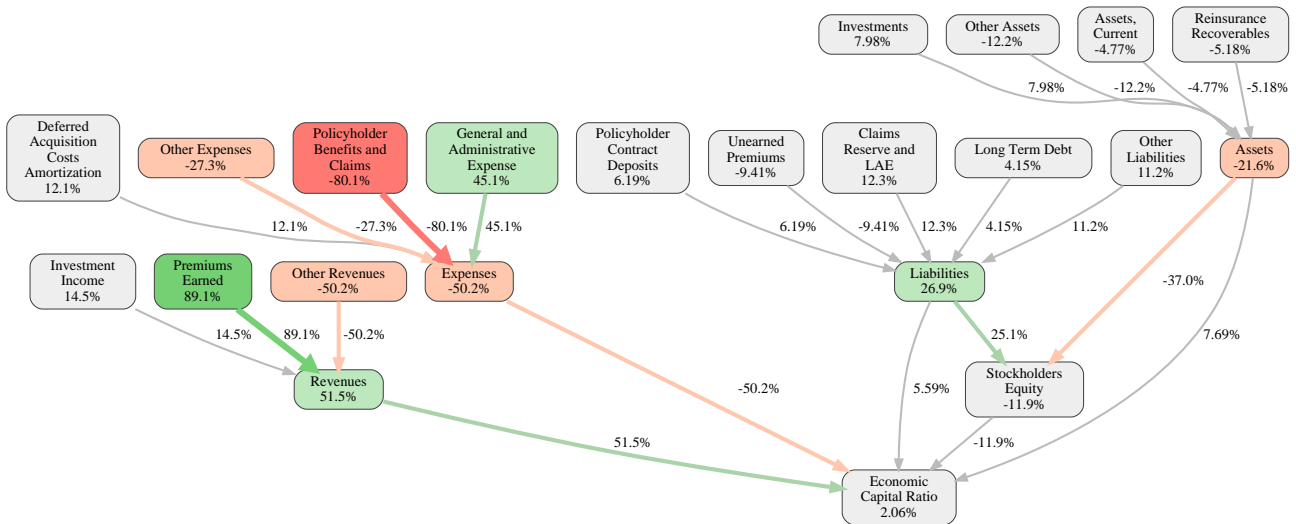 Investments
7.98%
Other Assets
-12.2%
Assets,
Current
-4.77%
Reinsurance
Recoverables
-5.18%
7.98%
-12.2%
-4.77%
-5.18%
Deferred
Acquisition
Costs
Amortization
12.1%
Other Expenses
-27.3%
Policyholder
Benefits and
Claims
-80.1%
General and
Administrative
Expense
45.1%
Policyholder
Contract
Deposits
6.19%
Unearned
Premiums
-9.41%
Claims
Reserve and
LAE
12.3%
Long Term Debt
4.15%
Other
Liabilities
11.2%
Assets
-21.6%
12.1%
-27.3%
-80.1%
45.1%
6.19%
-9.41%
12.3%
4.15%
11.2%
Investment
Income
14.5%
Premiums
Earned
89.1%
Other Revenues
-50.2%
Expenses
-50.2%
Liabilities
26.9%
-37.0%
14.5%
89.1%
-50.2%
25.1%
7.69%
Revenues
51.5%
-50.2%
5.59%
Stockholders
Equity
-11.9%
51.5%
-11.9%
Economic
Capital Ratio
2.06%